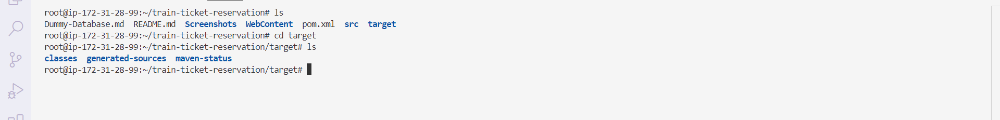 root@ip-172-31-28-99:~/train-ticket-reservation# ls
Dummy-Database.md  README.md  Screenshots  WebContent  pom.xml  src  target
root@ip-172-31-28-99:~/train-ticket-reservation# cd target
root@ip-172-31-28-99:~/train-ticket-reservation/target# ls
classes  generated-sources  maven-status
root@ip-172-31-28-99:~/train-ticket-reservation/target#